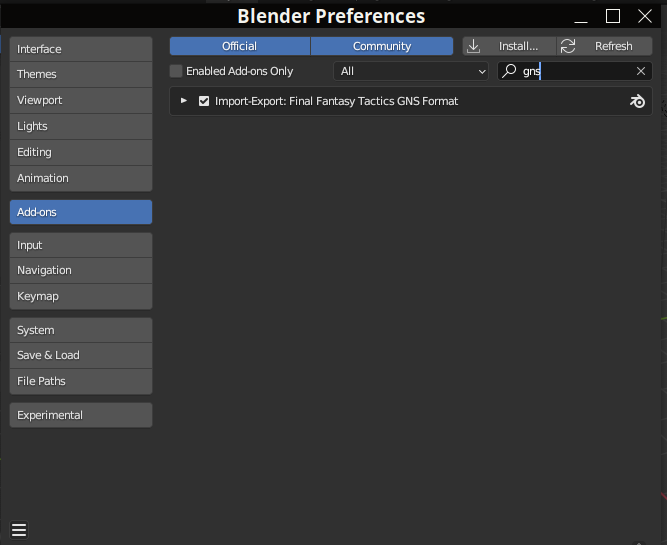 Blender Preferences
Interface
Themes
Viewport
Lights
Editing
Animation
Add-ons
Input
Navigation
Keymap
System
Save & Load
File Paths
Experimental
Official Community Install... Refresh
Enabled Add-ons Only All gns
Import-Export: Final Fantasy Tactics GNS Format